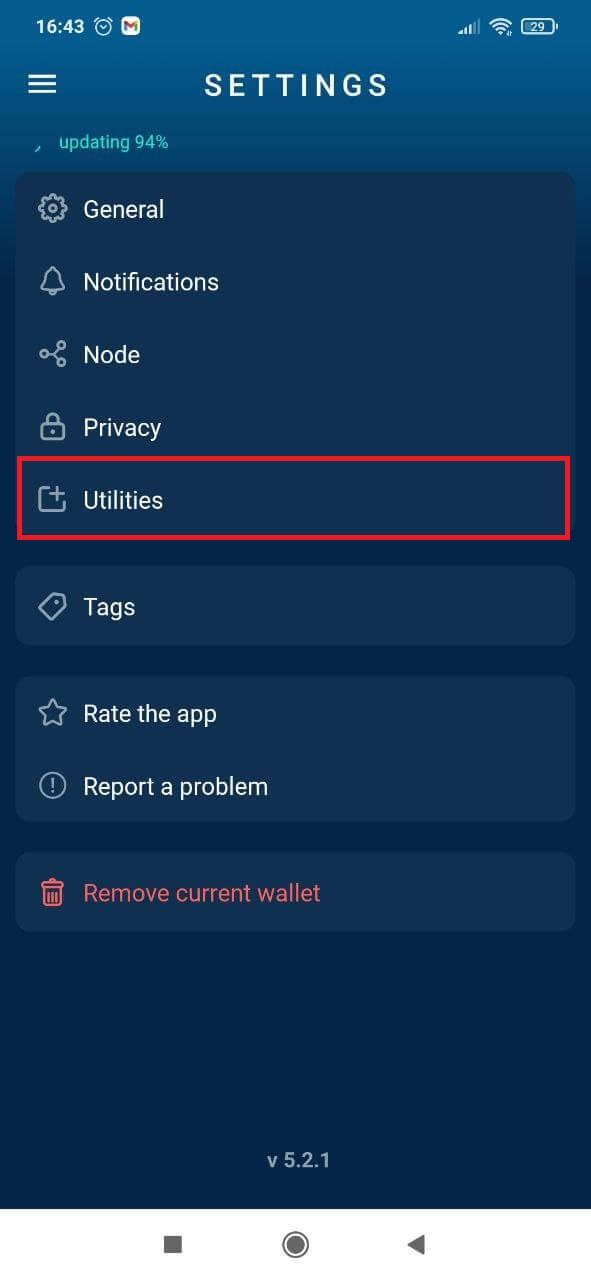 16:43
29
SETTINGS
updating 94%
General
Notifications
Node
Privacy
Utilities
Tags
Rate the app
Report a problem
Remove current wallet
v 5.2.1